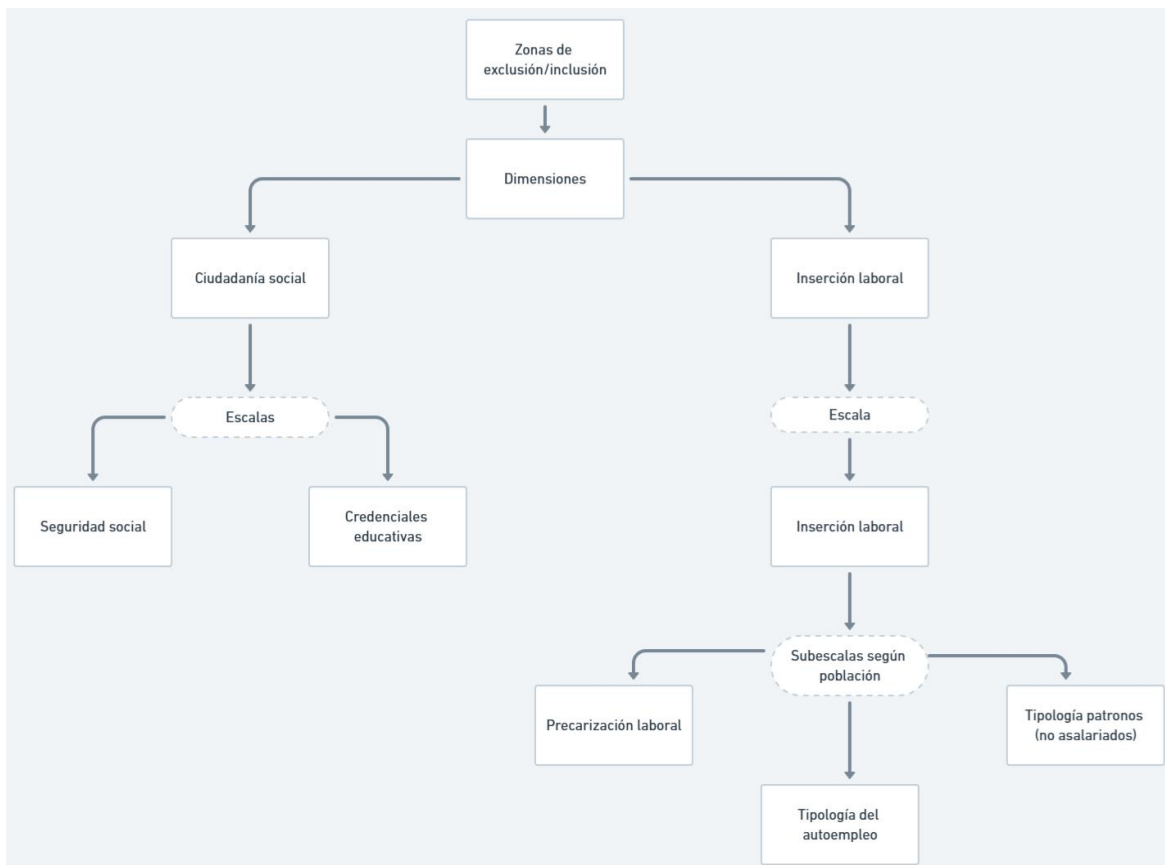 Zonas de
exclusión/inclusión
Dimensiones
Ciudadanía social
Inserción laboral
Escalas
Escala
Seguridad social
Credenciales
educativas
Inserción laboral
Subescalas según
población
Precarización laboral
Tipología patronos
(no asalariados)
Tipología del
autoempleo